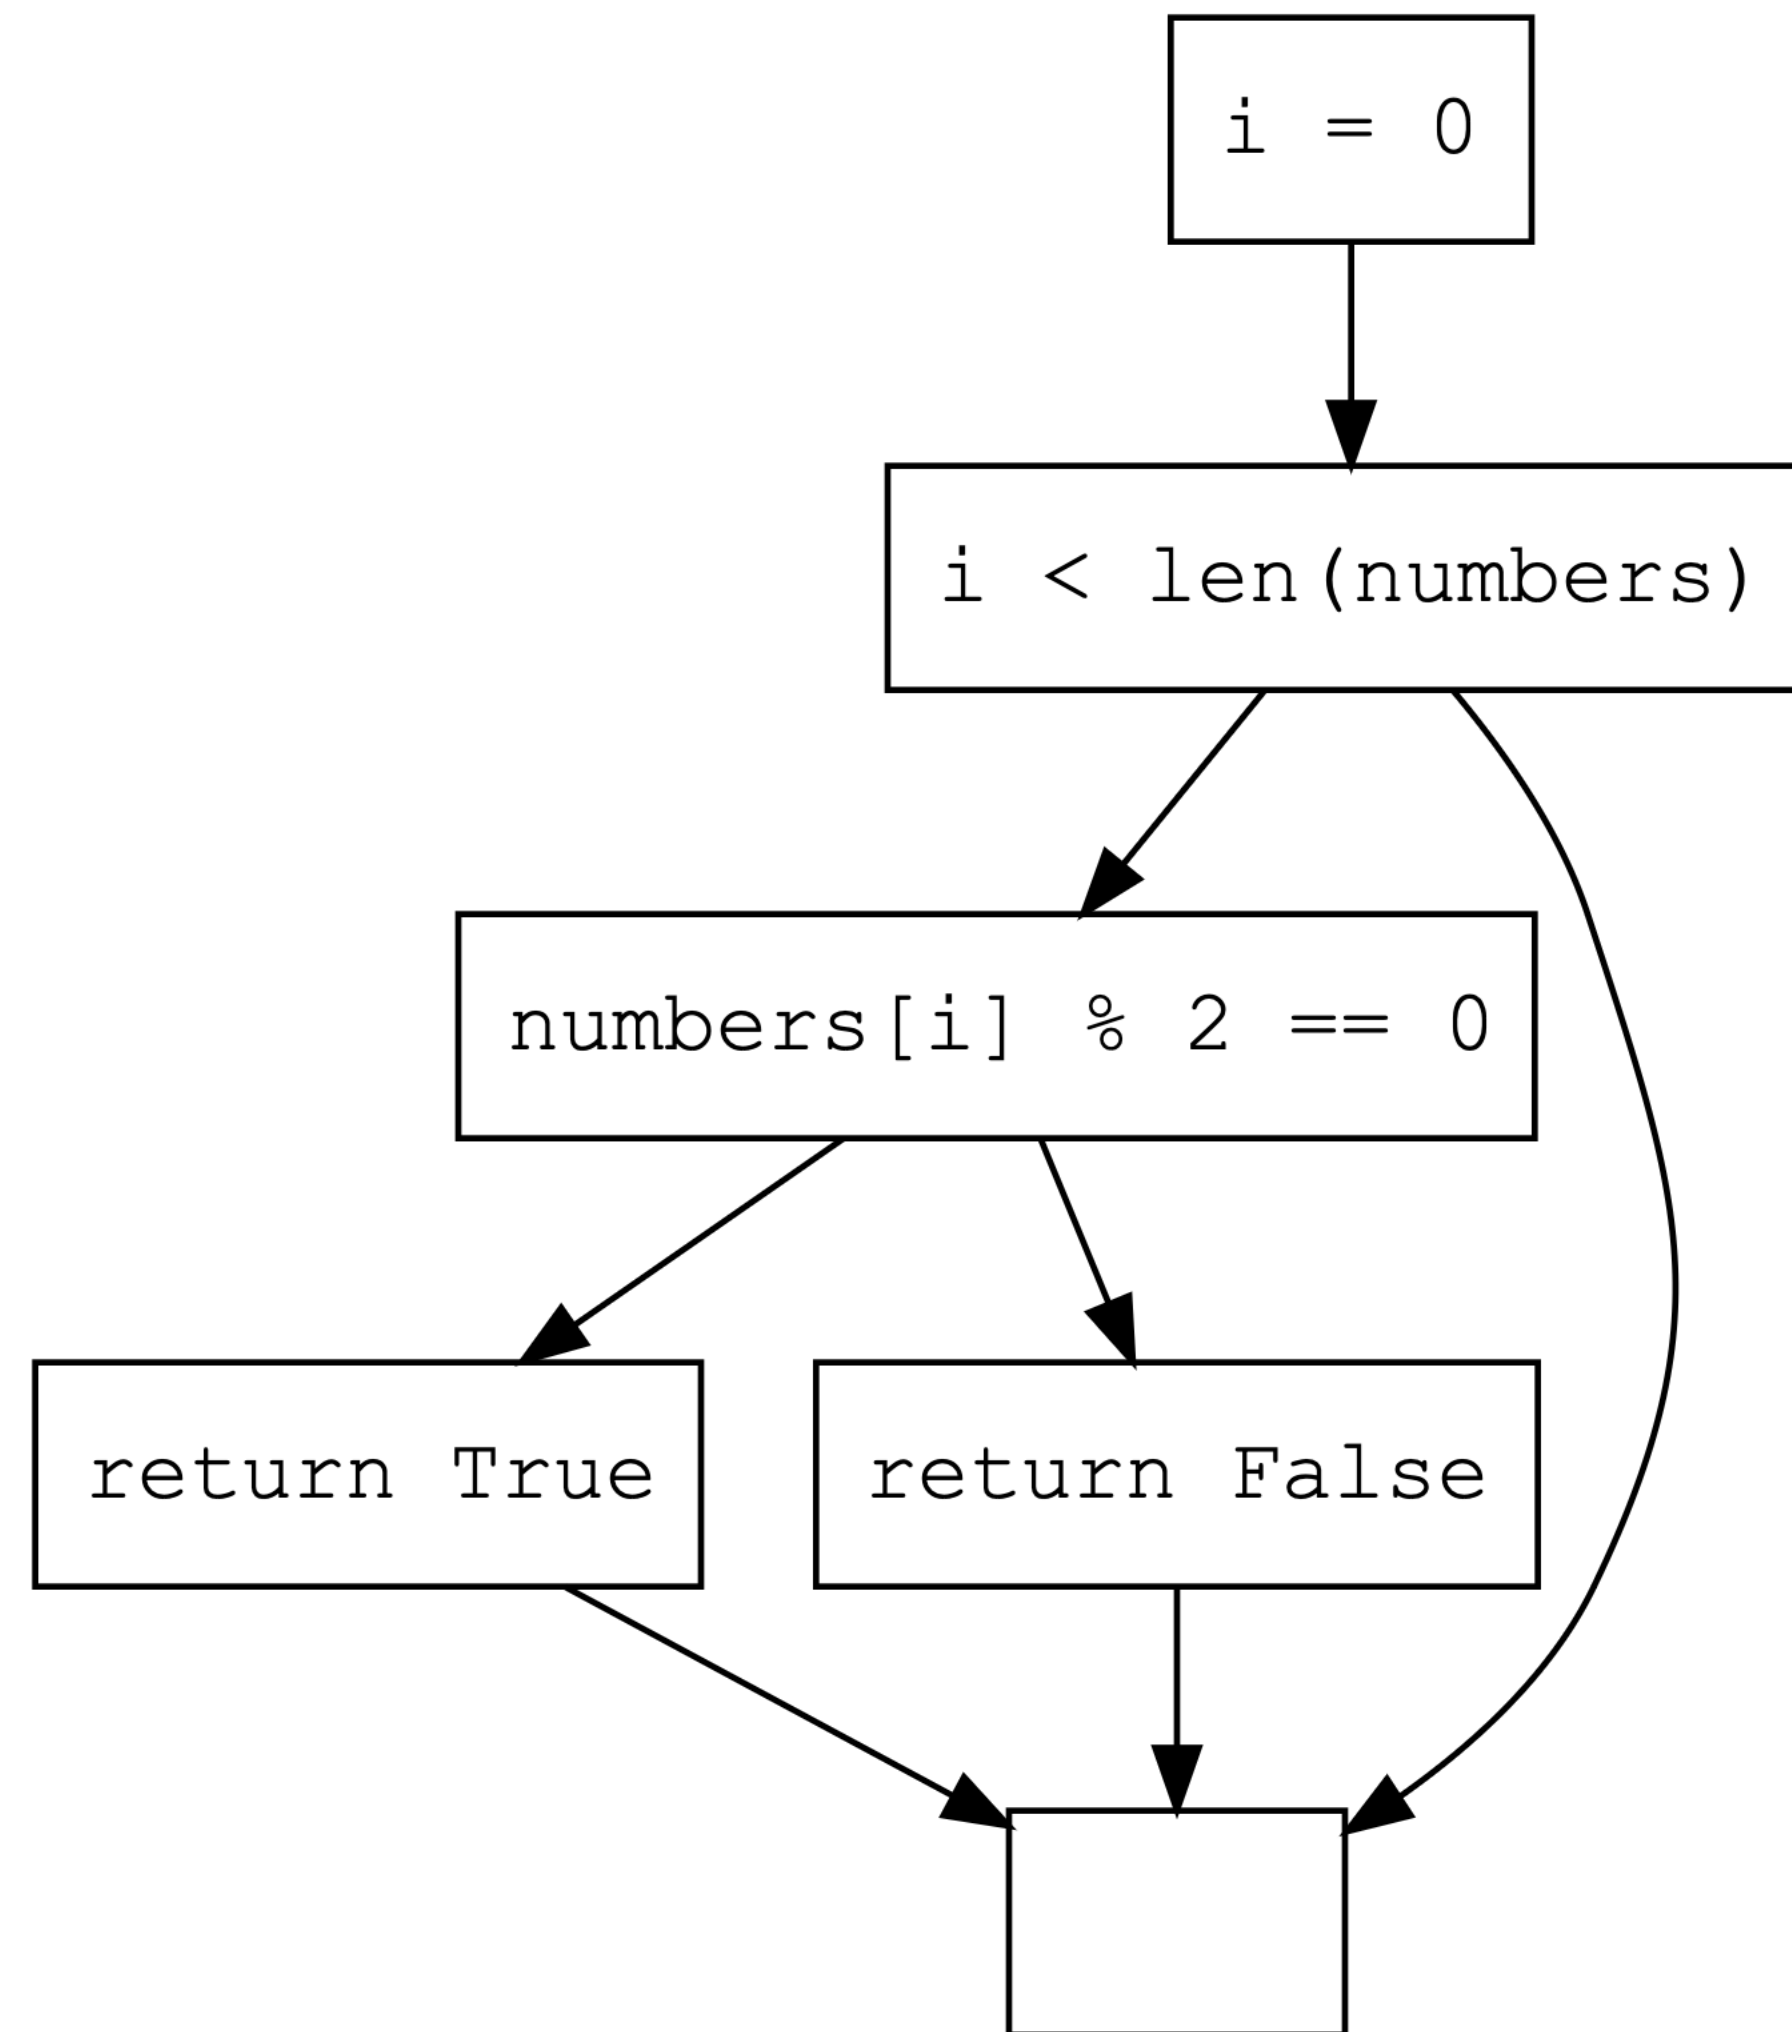 i = 0
i < len(numbers)
numbers[i] % 2 == 0
return True
return False